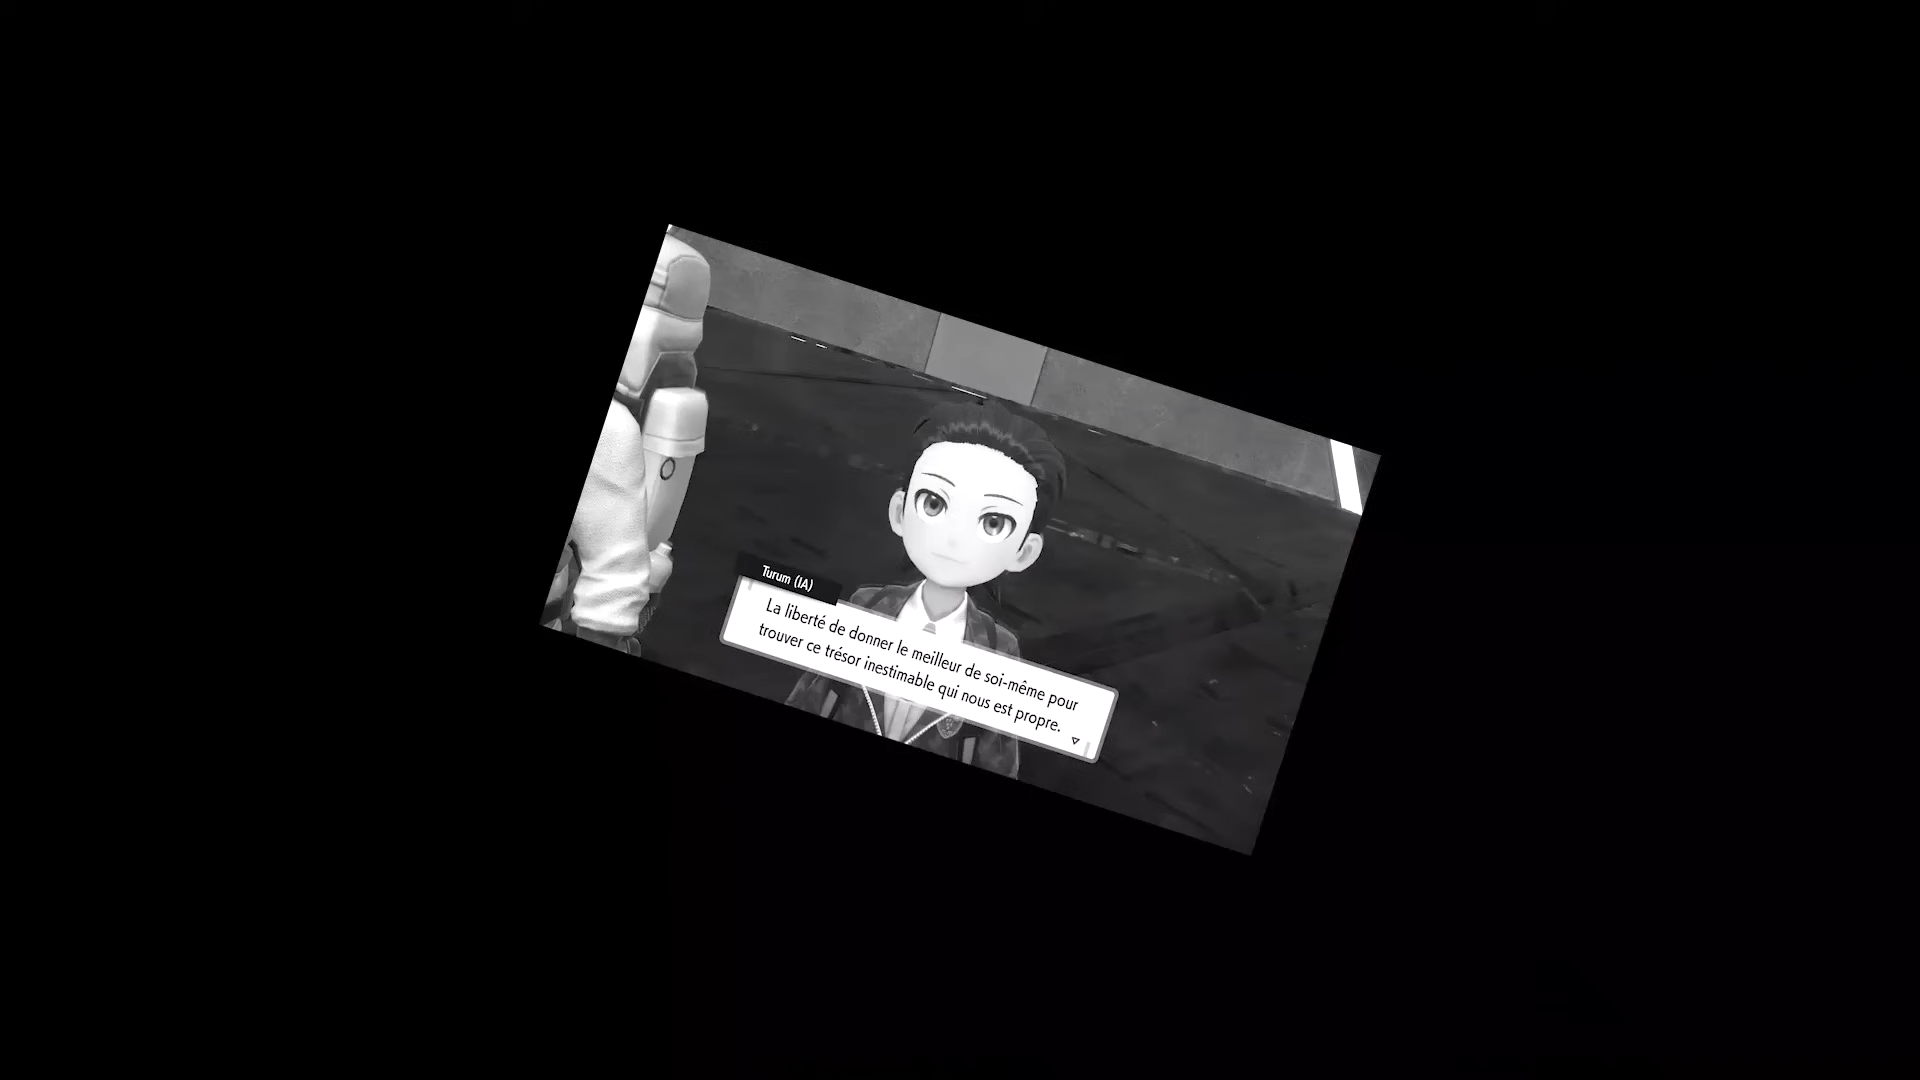 Turum (IA)
La liberté de donner le meilleur de soi-même pour
trouver ce trésor inestimable qui nous est propre.